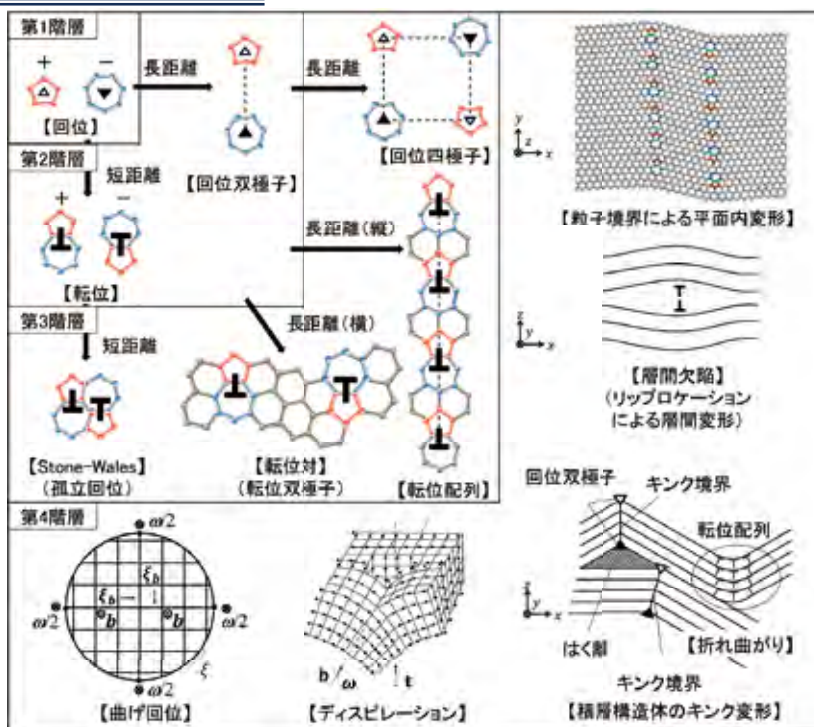 第1階層
+ −
【回位】
長距離
【回位双極子】
長距離
【回位四極子】
第2階層
短距離
+ −
【転位】
長距離(縦)
長距離(横)
第3階層
短距離
【Stone-Wales】
(孤立回位)
【転位対】
(転位双極子)
【転位配列】
第4階層
ω/2
ω/2
ω/2
ω/2
ξb
ξb
b
b
ξ
【曲げ回位】
b/ω
t
【ディスピレーション】
y
z
x
【粒子境界による平面内変形】
z
y
x
【層間欠陥】
(リップロケーション
による層間変形)
回位双極子
キンク境界
転位配列
z
y
x
はく離
【折れ曲がり】
キンク境界
【積層構造体のキンク変形】